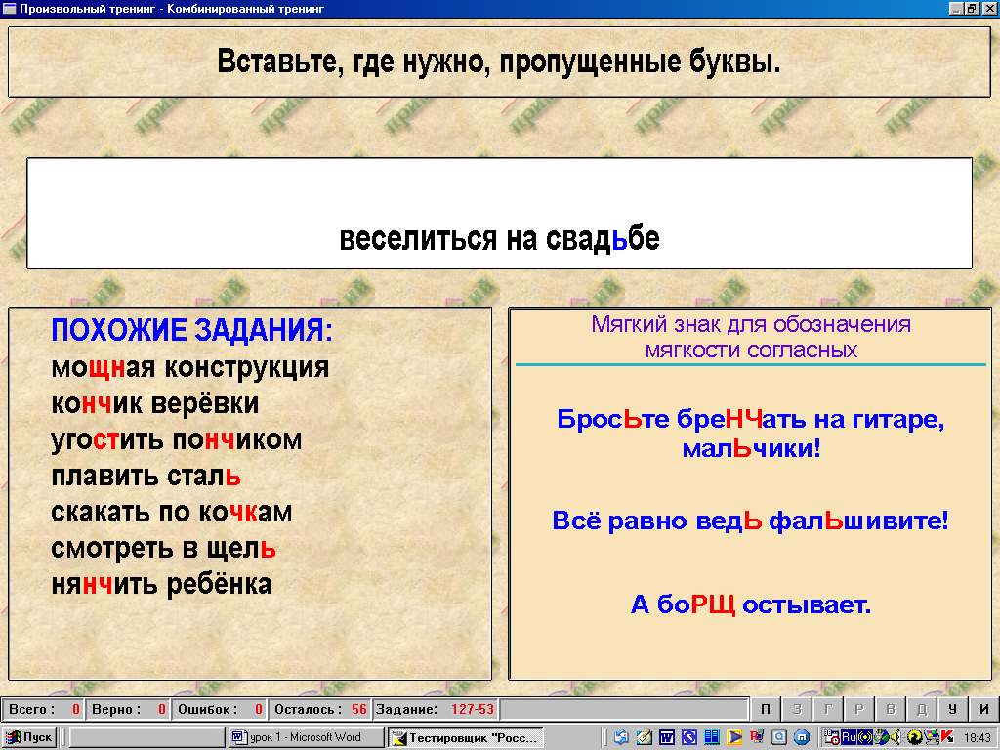 Произвольный тренинг - Комбинированный тренинг
Вставьте, где нужно, пропущенные буквы.
веселиться на свадьбе
ПОХОЖИЕ ЗАДАНИЯ:
мощная конструкция
кончик верёвки
угостить пончиком
плавить сталь
скакать по кочкам
смотреть в щель
нянчить ребёнка
Мягкий знак для обозначения
мягкости согласных
БросЬте бреНЧать на гитаре,
малЬчики!
Всё равно ведЬ фалЬшивите!
А боРЩ остывает.
Всего : 0 Верно : 0 Ошибок : 0 Осталось : 56 Задание: 127-53 П З Г Р В Д У И
Пуск урок 1 - Microsoft Word Тестировщик "Росс... Ru 18:43